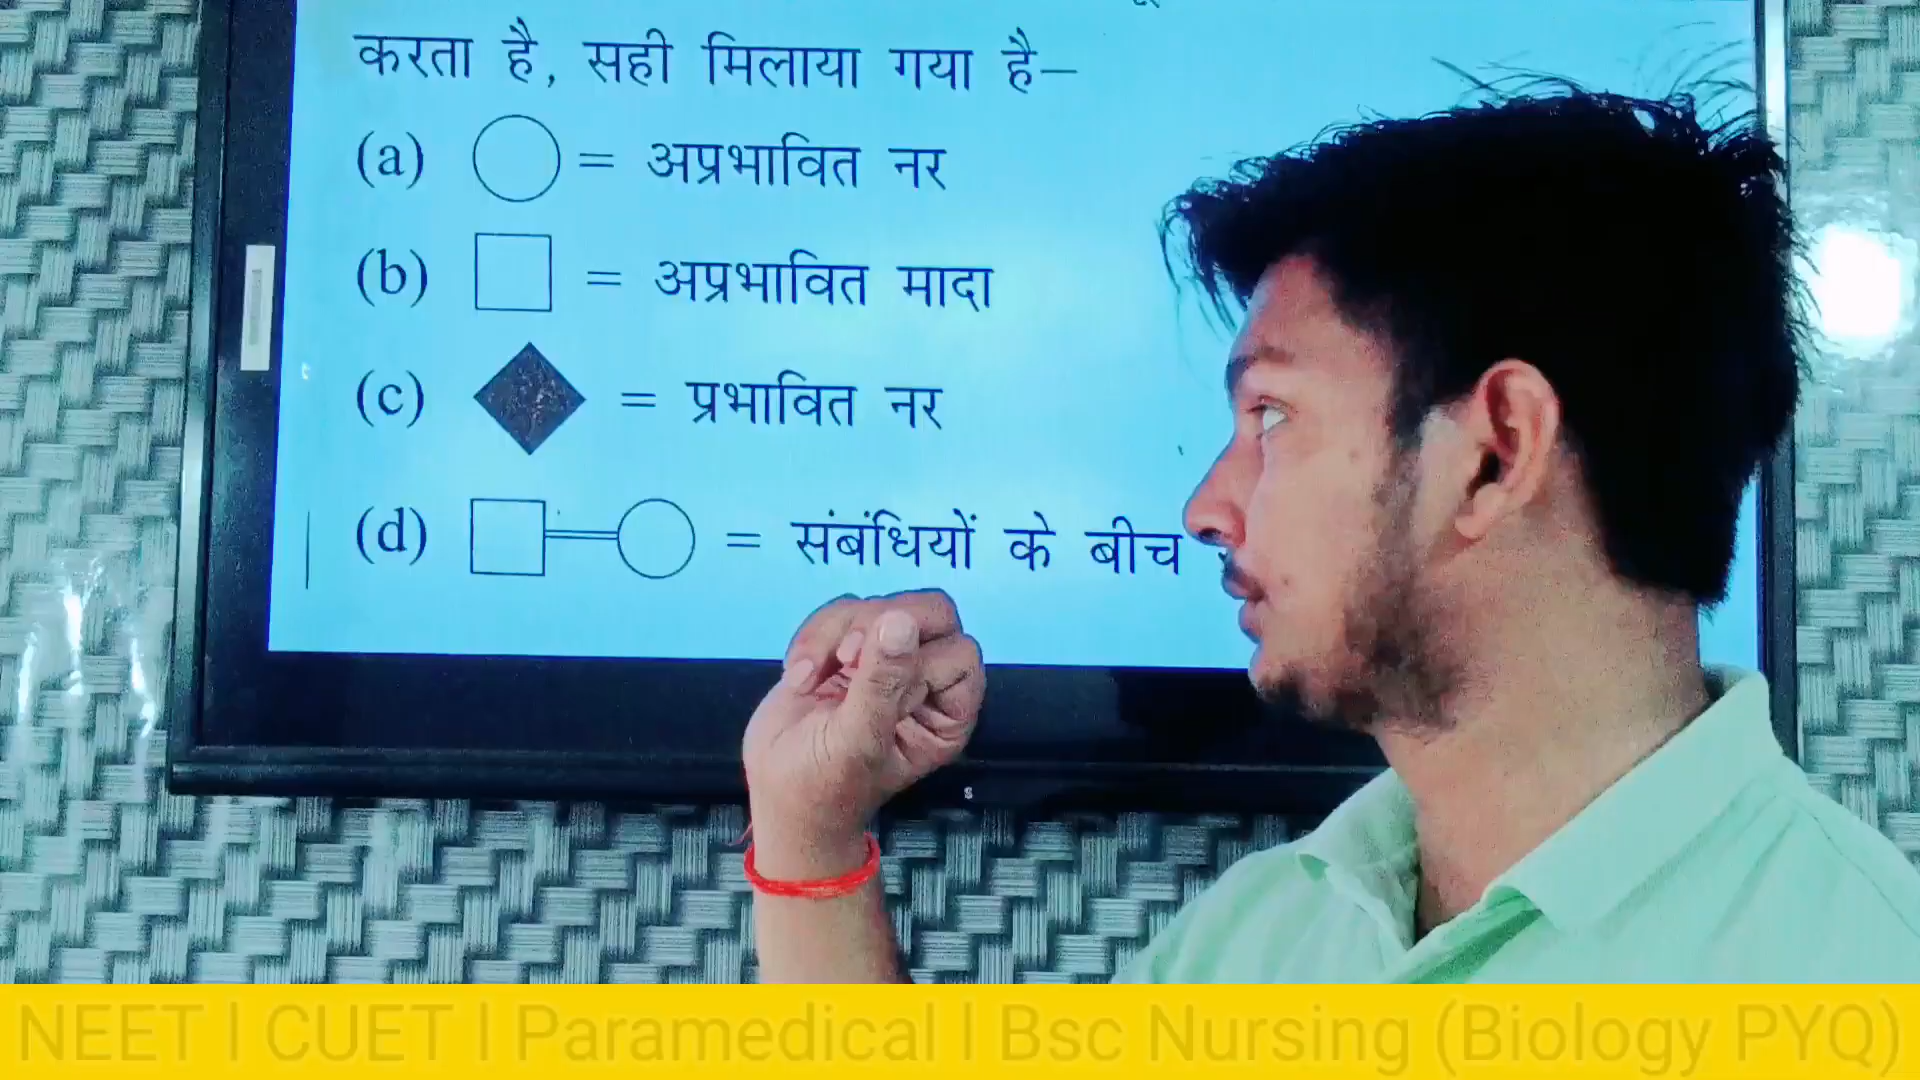 करता है, सही मिलाया गया है–
(a) = अप्रभावित नर
(b) = अप्रभावित मादा
(c) = प्रभावित नर
(d) = संबंधियों के बीच
NEET l CUET l Paramedical l Bsc Nursing (Biology PYQ)